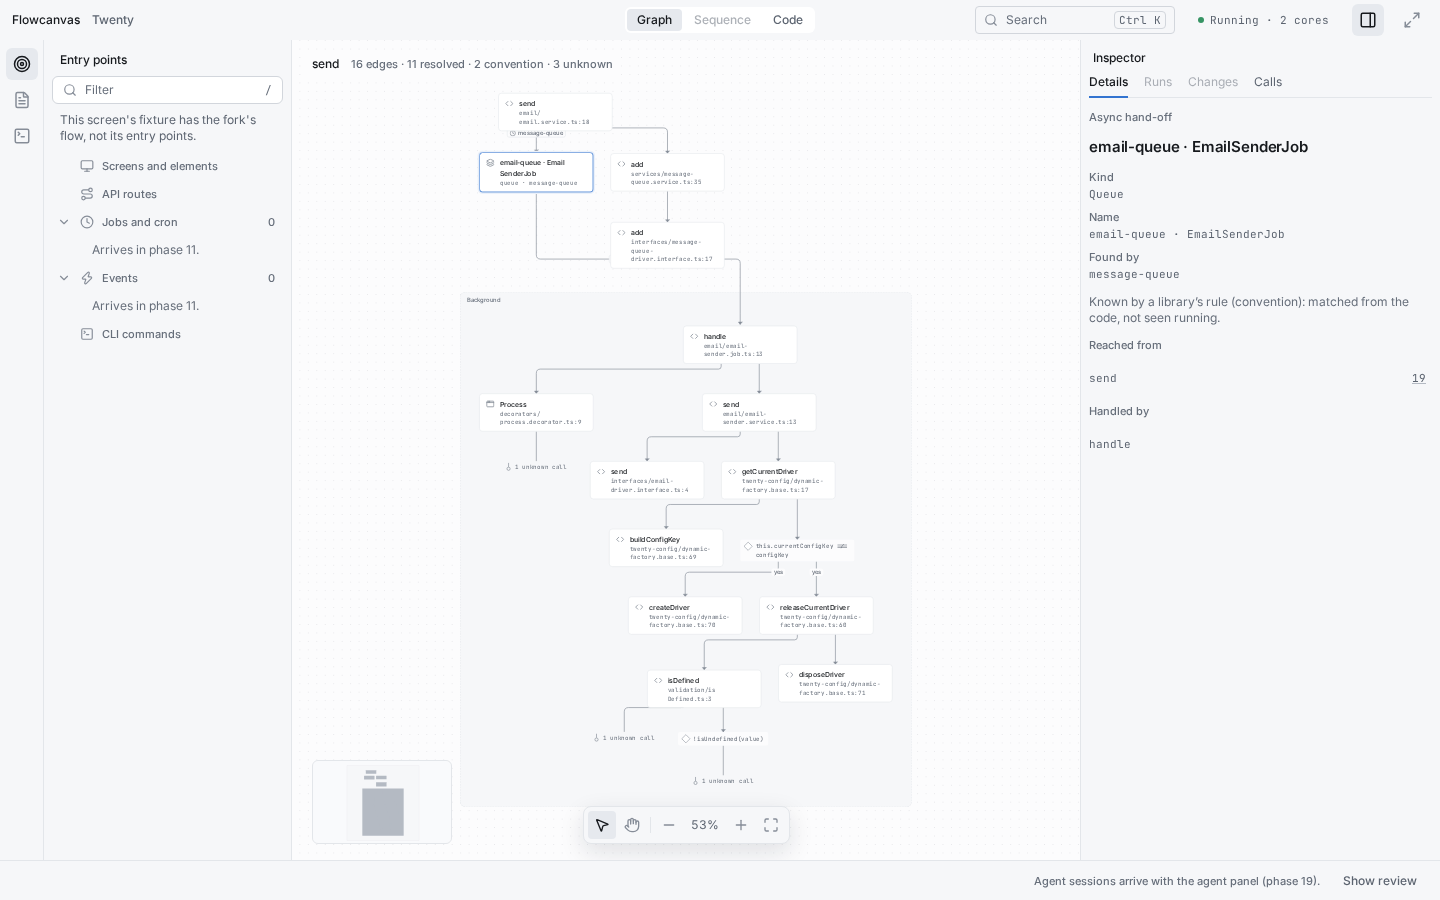 Flowcanvas Twenty
Graph Sequence Code
Search Ctrl K
Running · 2 cores
Entry points
Filter /
This screen's fixture has the fork's
flow, not its entry points.
Screens and elements
API routes
Jobs and cron 0
Arrives in phase 11.
Events 0
Arrives in phase 11.
CLI commands
send 16 edges · 11 resolved · 2 convention · 3 unknown
send
email/
email.service.ts:18
message-queue
email-queue · Email
SenderJob
queue · message-queue
add
services/message-
queue.service.ts:35
add
interfaces/message-
queue-
driver.interface.ts:17
Background
handle
email/email-
sender.job.ts:13
Process
decorators/
process.decorator.ts:9
send
email/email-
sender.service.ts:13
1 unknown call
send
interfaces/email-
driver.interface.ts:4
getCurrentDriver
twenty-config/dynamic-
factory.base.ts:17
buildConfigKey
twenty-config/dynamic-
factory.base.ts:69
this.currentConfigKey ===
configKey
yes yes
createDriver
twenty-config/dynamic-
factory.base.ts:70
releaseCurrentDriver
twenty-config/dynamic-
factory.base.ts:60
isDefined
validation/is
Defined.ts:3
disposeDriver
twenty-config/dynamic-
factory.base.ts:71
1 unknown call
!isUndefined(value)
1 unknown call
53%
Inspector
Details Runs Changes Calls
Async hand-off
email-queue · EmailSenderJob
Kind
Queue
Name
email-queue · EmailSenderJob
Found by
message-queue
Known by a library's rule (convention): matched from the
code, not seen running.
Reached from
send 19
Handled by
handle
Agent sessions arrive with the agent panel (phase 19). Show review